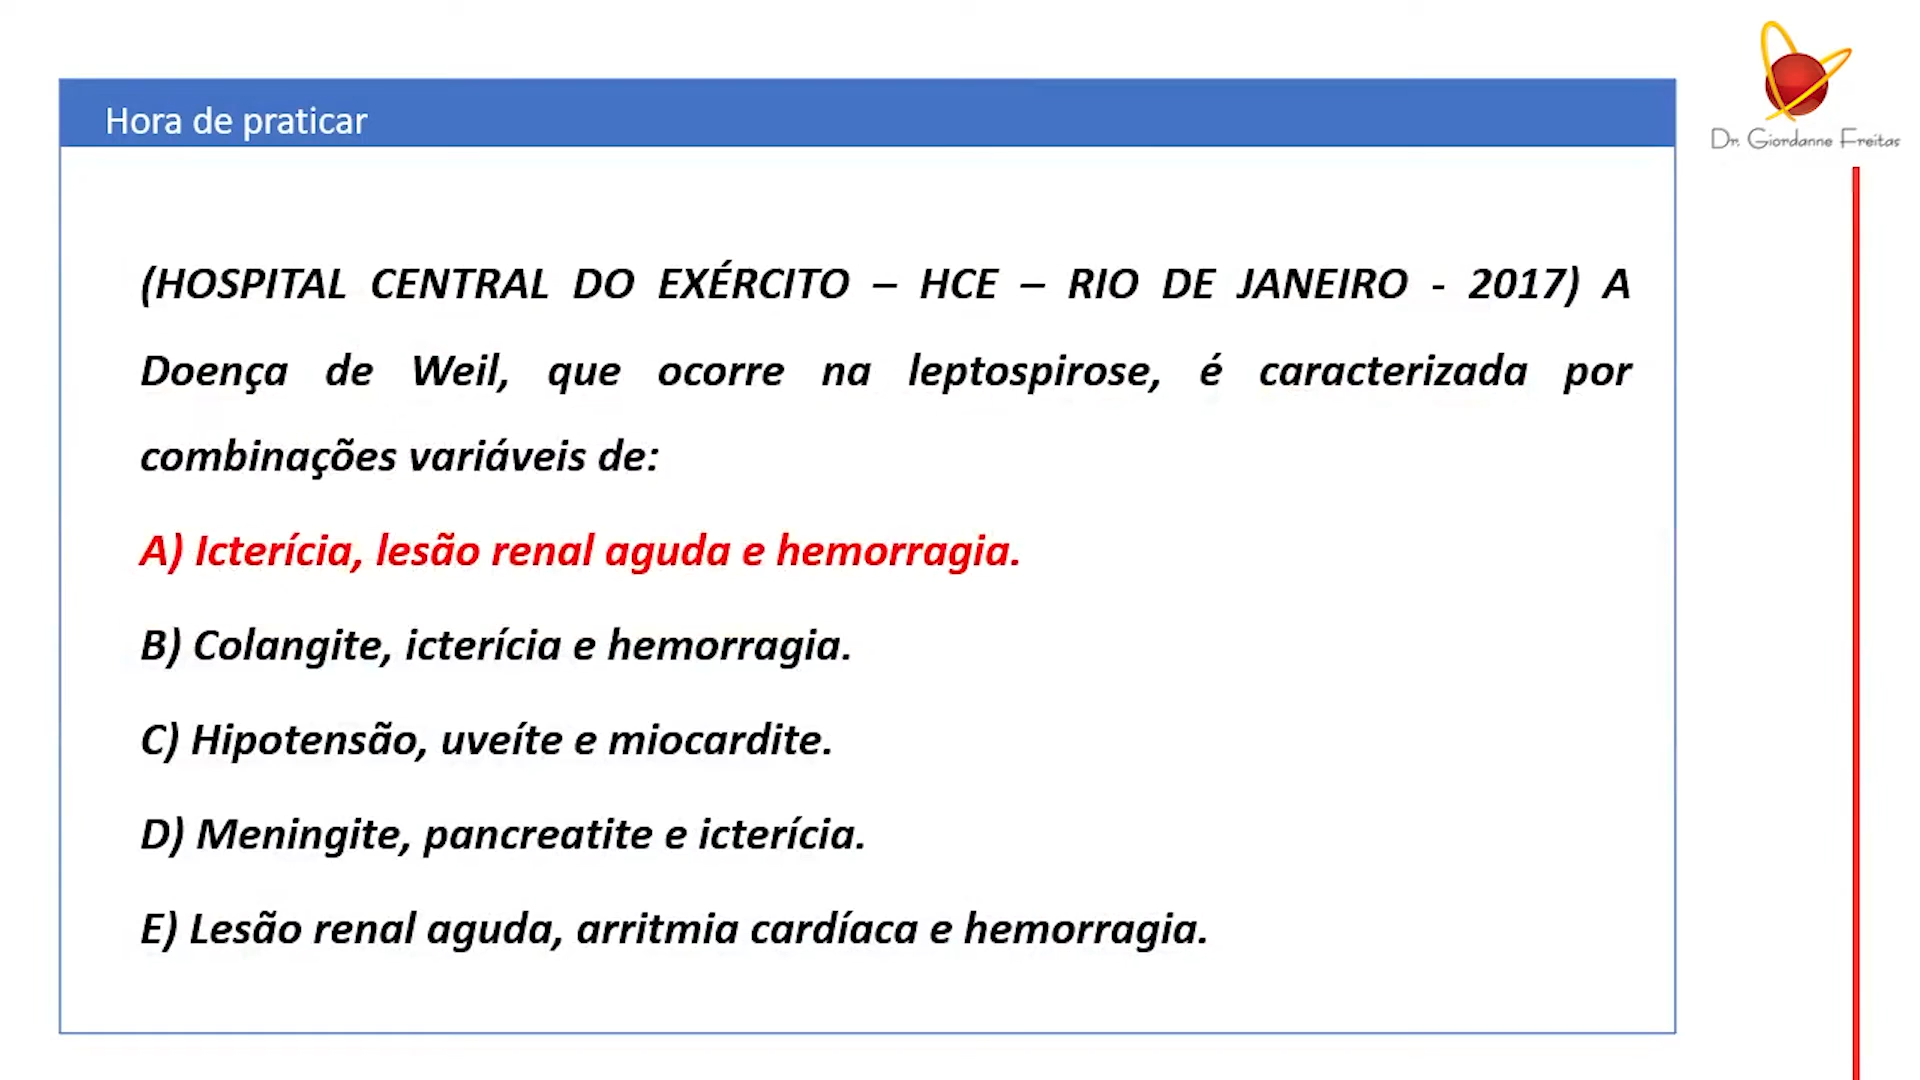 Hora de praticar
Dr. Giordanne Freitas
(HOSPITAL CENTRAL DO EXÉRCITO – HCE – RIO DE JANEIRO - 2017) A
Doença de Weil, que ocorre na leptospirose, é caracterizada por
combinações variáveis de:
A) Icterícia, lesão renal aguda e hemorragia.
B) Colangite, icterícia e hemorragia.
C) Hipotensão, uveíte e miocardite.
D) Meningite, pancreatite e icterícia.
E) Lesão renal aguda, arritmia cardíaca e hemorragia.